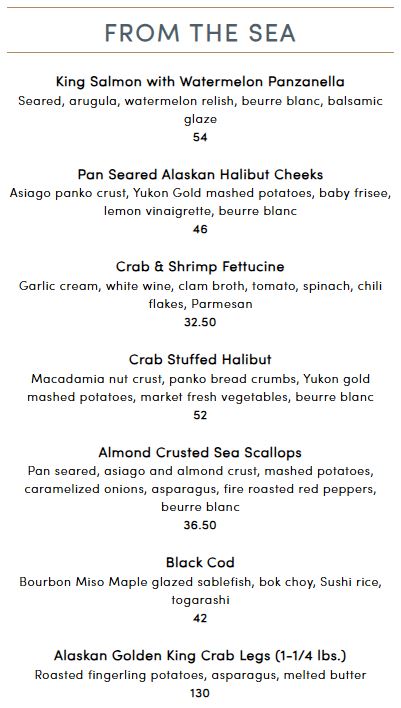 FROM THE SEA
King Salmon with Watermelon Panzanella
Seared, arugula, watermelon relish, beurre blanc, balsamic
glaze
54
Pan Seared Alaskan Halibut Cheeks
Asiago panko crust, Yukon Gold mashed potatoes, baby frisee,
lemon vinaigrette, beurre blanc
46
Crab & Shrimp Fettucine
Garlic cream, white wine, clam broth, tomato, spinach, chili
flakes, Parmesan
32.50
Crab Stuffed Halibut
Macadamia nut crust, panko bread crumbs, Yukon gold
mashed potatoes, market fresh vegetables, beurre blanc
52
Almond Crusted Sea Scallops
Pan seared, asiago and almond crust, mashed potatoes,
caramelized onions, asparagus, fire roasted red peppers,
beurre blanc
36.50
Black Cod
Bourbon Miso Maple glazed sablefish, bok choy, Sushi rice,
togarashi
42
Alaskan Golden King Crab Legs (1-1/4 lbs.)
Roasted fingerling potatoes, asparagus, melted butter
130